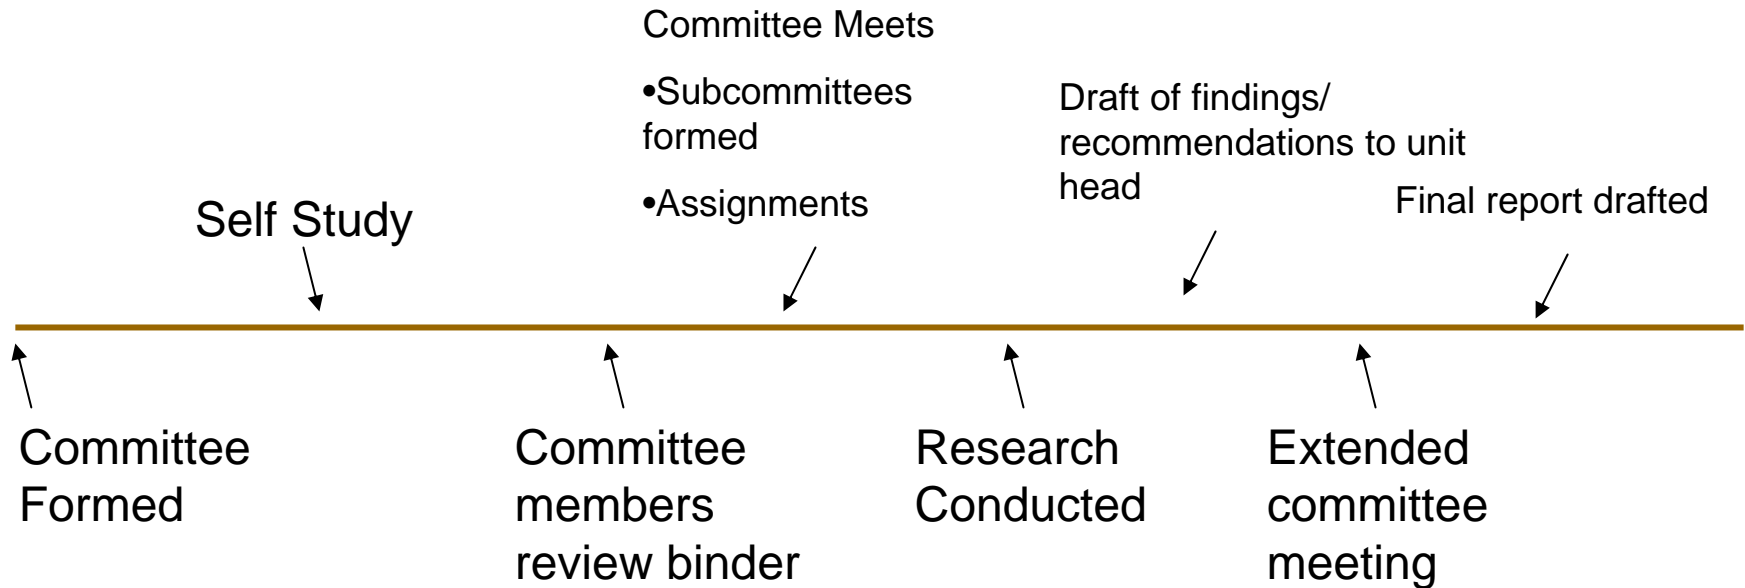 Committee Meets
•Subcommittees
formed
•Assignments
Draft of findings/
recommendations to unit
head
Self Study
Final report drafted
Committee
Formed
Committee
members
review binder
Research
Conducted
Extended
committee
meeting